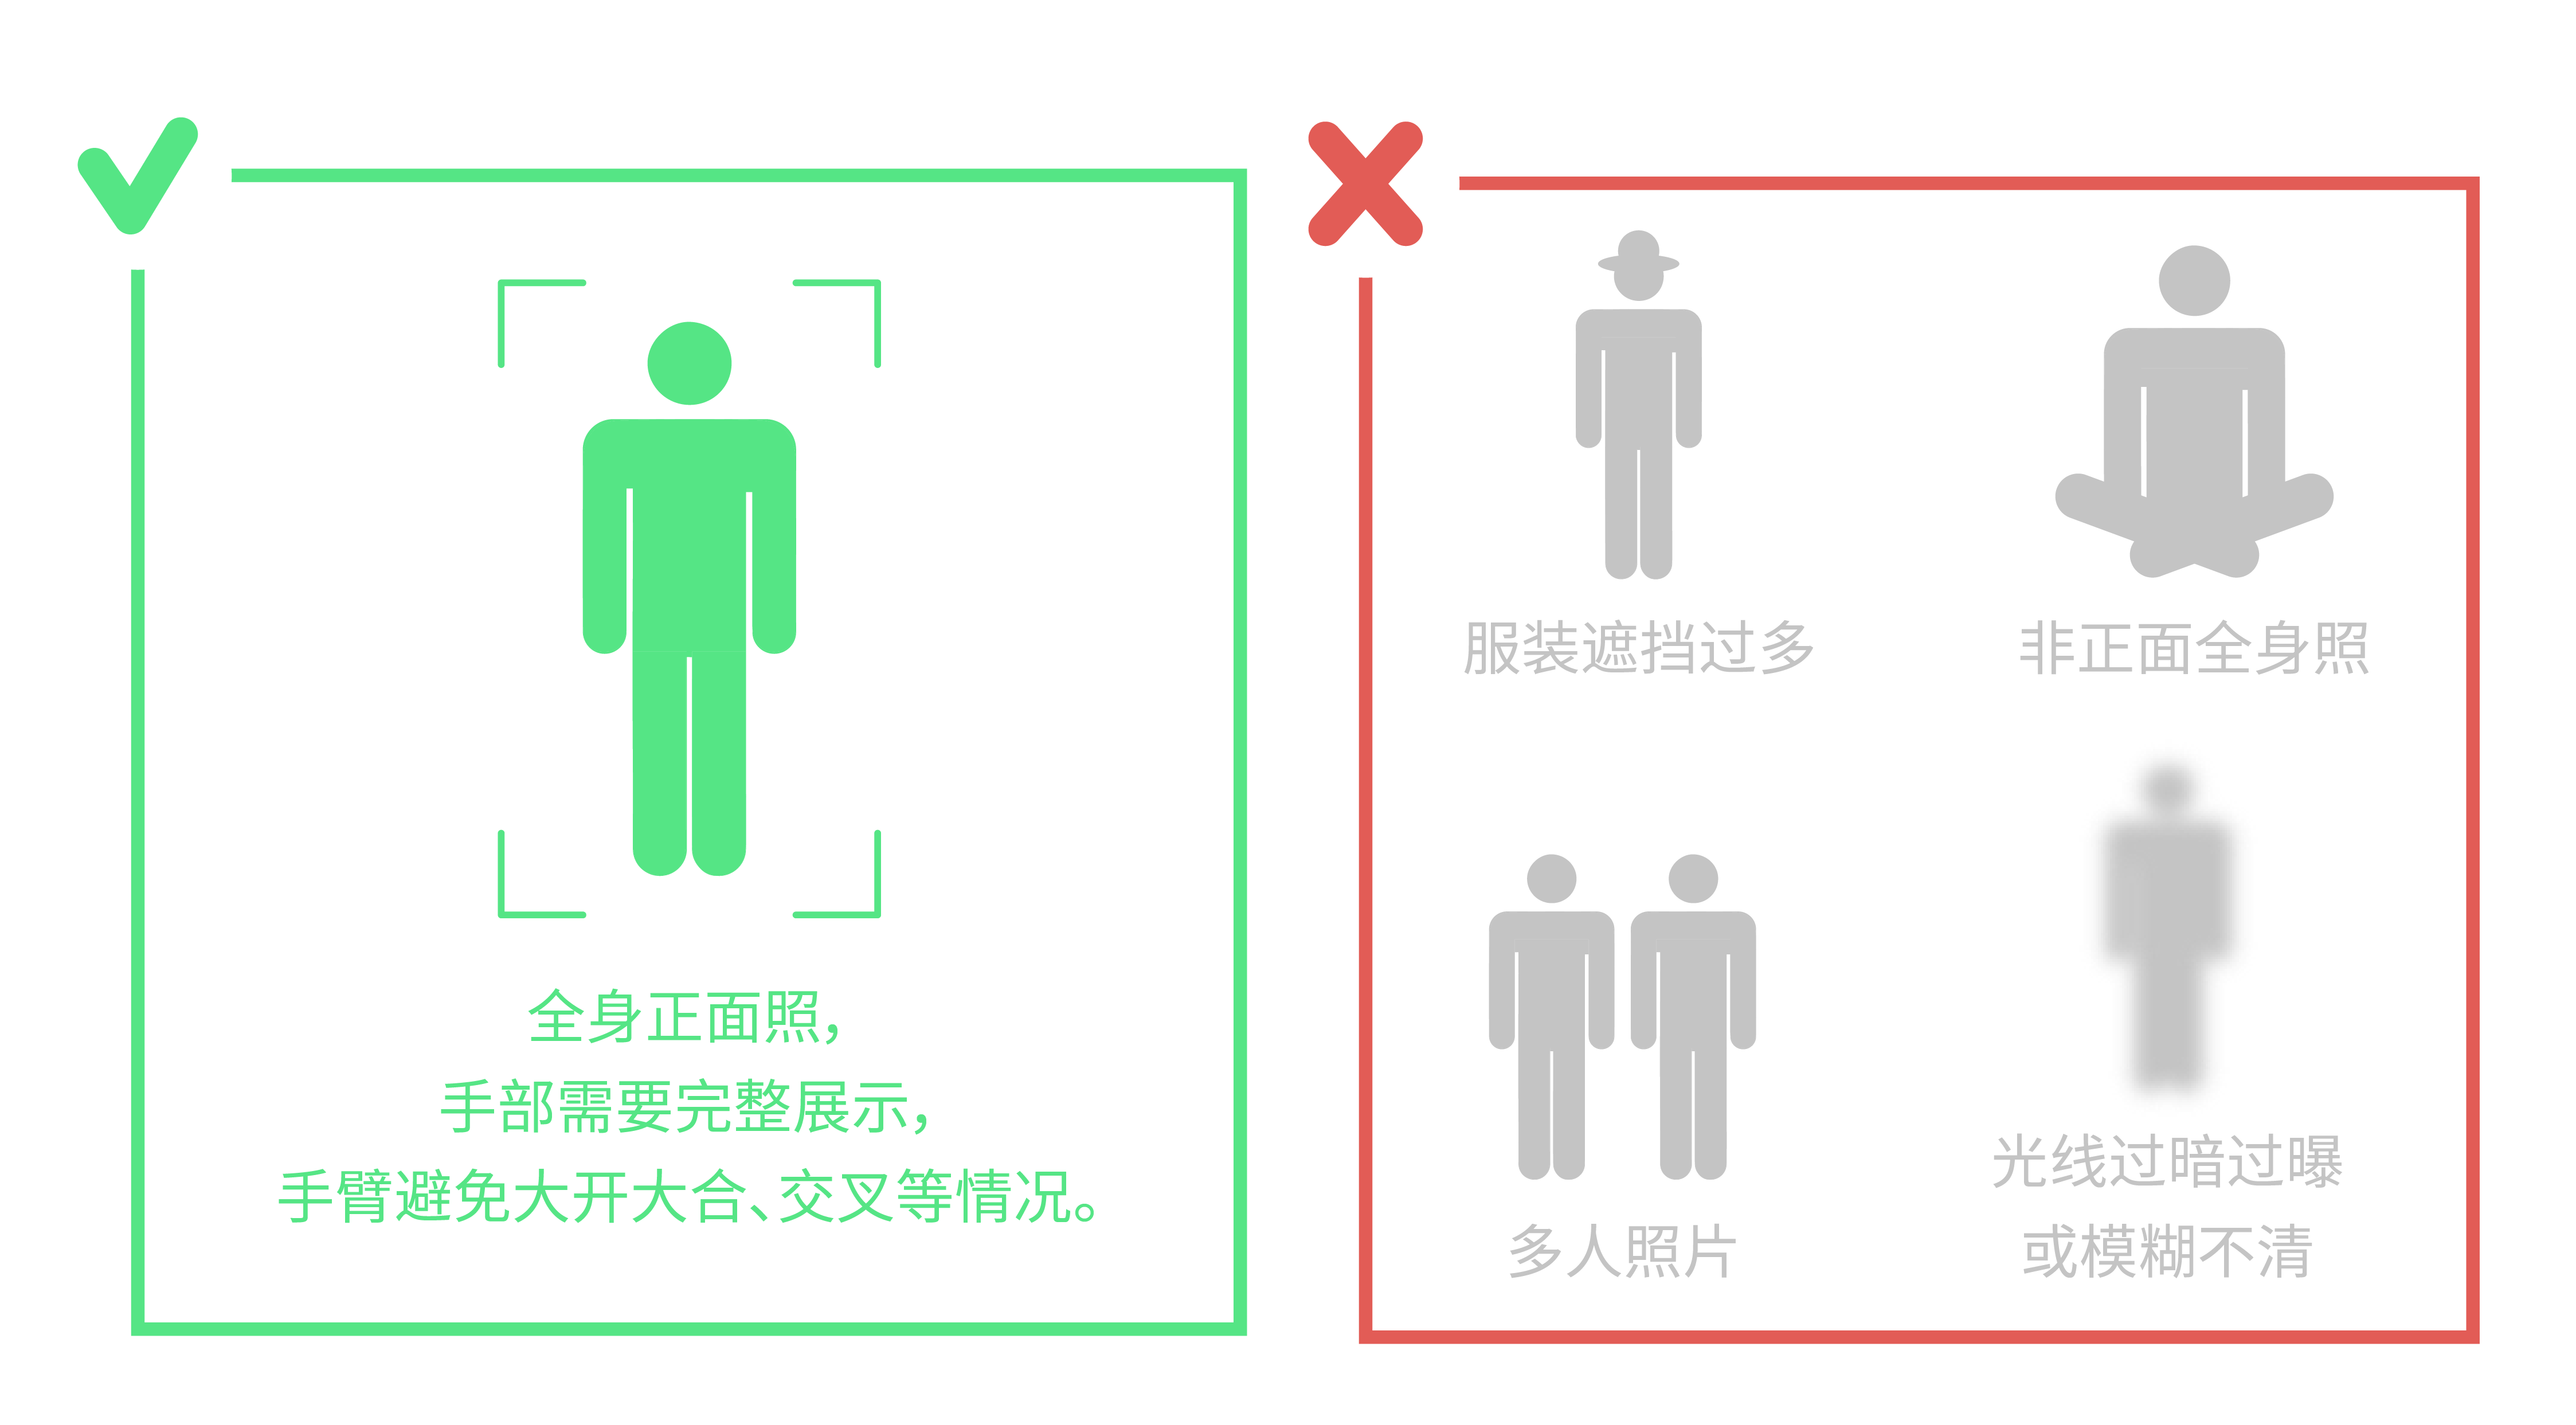 全身正面照，
手部需要完整展示，
手臂避免大开大合、交叉等情况。
服装遮挡过多
非正面全身照
多人照片
光线过暗过曝
或模糊不清